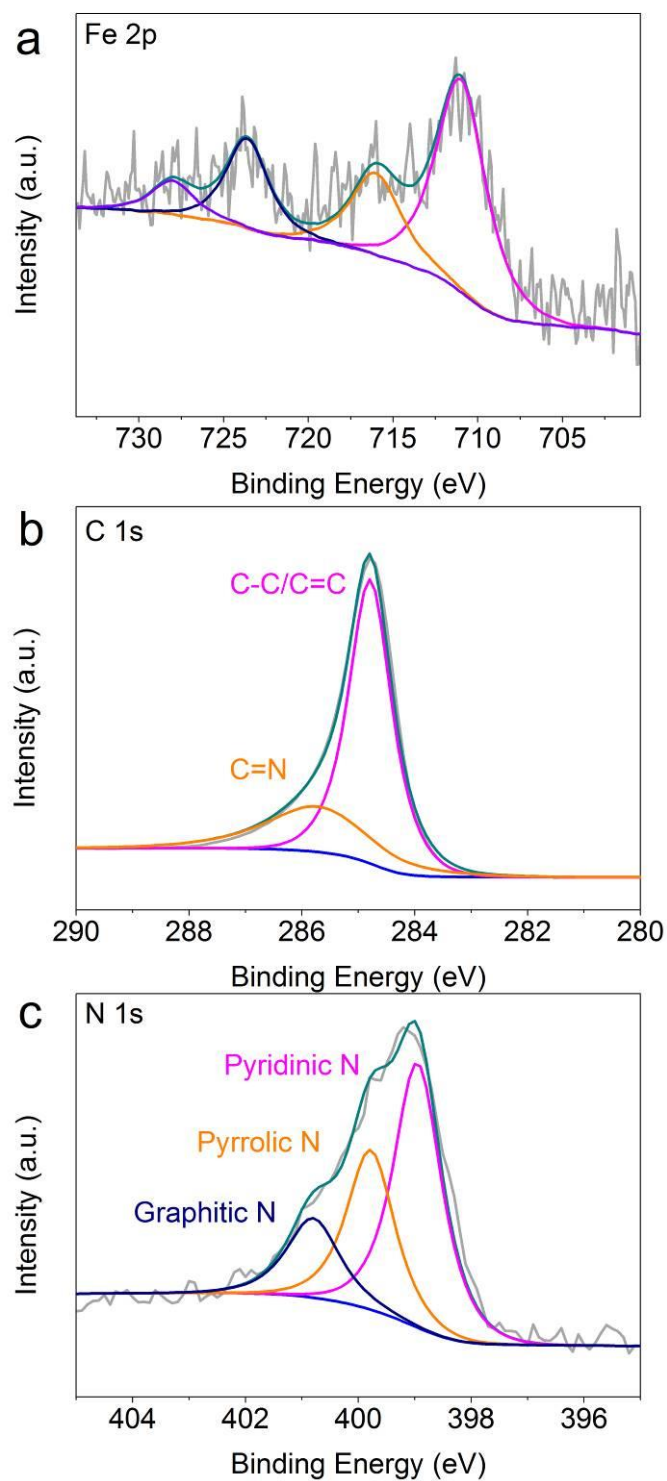 a
Fe 2p
Intensity (a.u.)
730 725 720 715 710 705
Binding Energy (eV)
b
C 1s
C-C/C=C
C=N
Intensity (a.u.)
290 288 286 284 282 280
Binding Energy (eV)
c
N 1s
Pyridinic N
Pyrrolic N
Graphitic N
Intensity (a.u.)
404 402 400 398 396
Binding Energy (eV)